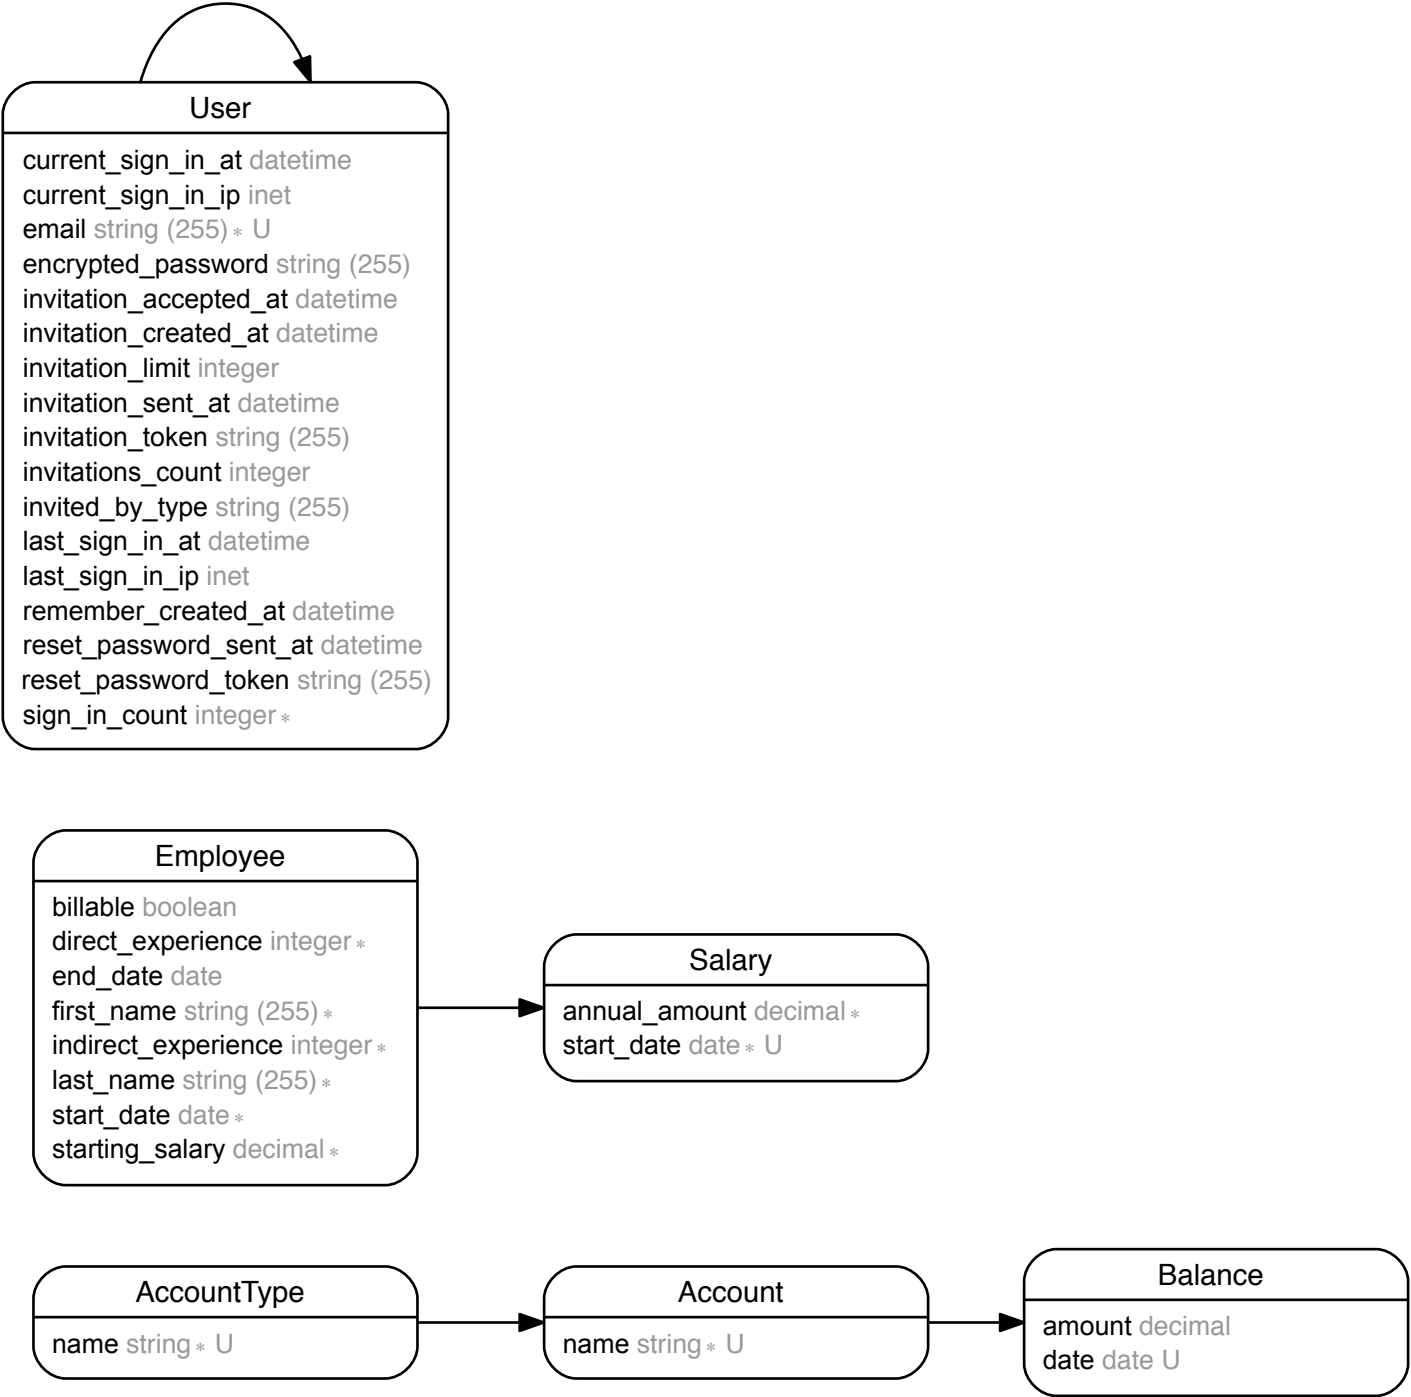 User
current_sign_in_at datetime
current_sign_in_ip inet
email string (255)∗ U
encrypted_password string (255)
invitation_accepted_at datetime
invitation_created_at datetime
invitation_limit integer
invitation_sent_at datetime
invitation_token string (255)
invitations_count integer
invited_by_type string (255)
last_sign_in_at datetime
last_sign_in_ip inet
remember_created_at datetime
reset_password_sent_at datetime
reset_password_token string (255)
sign_in_count integer∗
Employee
billable boolean
direct_experience integer∗
end_date date
first_name string (255)∗
indirect_experience integer∗
last_name string (255)∗
start_date date∗
starting_salary decimal∗
Salary
annual_amount decimal∗
start_date date∗ U
AccountType
name string∗ U
Account
name string∗ U
Balance
amount decimal
date date U